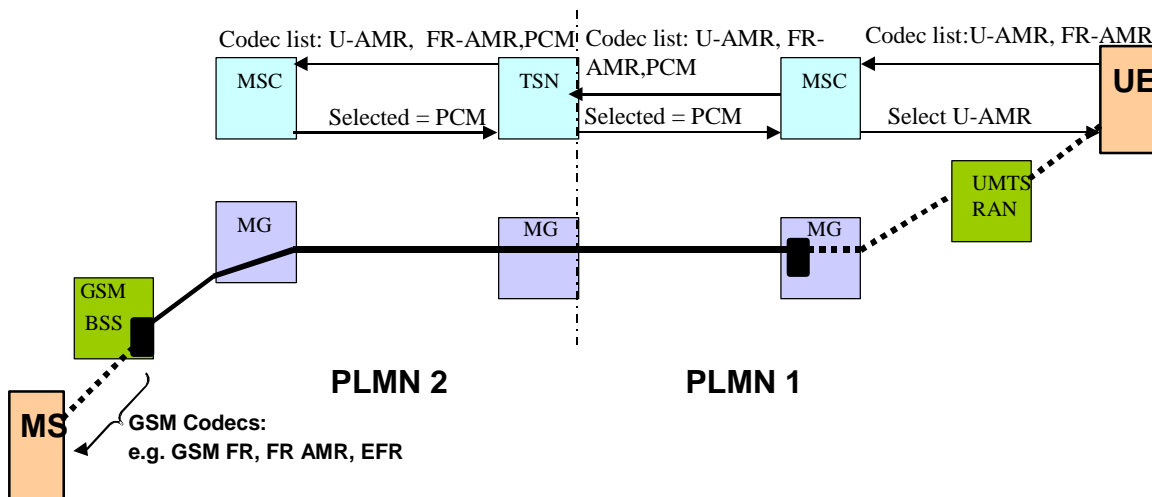 Codec list: U-AMR, FR-AMR,PCM
Codec list: U-AMR, FR-
AMR,PCM
Codec list:U-AMR, FR-AMR
MSC
TSN
MSC
UE
Selected = PCM
Selected = PCM
Select U-AMR
UMTS
RAN
MG
MG
MG
GSM
BSS
PLMN 2
PLMN 1
MS
GSM Codecs:
e.g. GSM FR, FR AMR, EFR